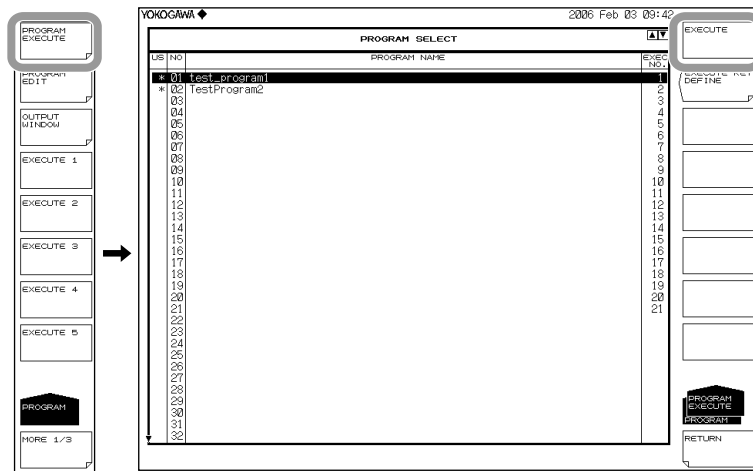 PROGRAM
EXECUTE
PROGRAM
EDIT
OUTPUT
WINDOW
EXECUTE 1
EXECUTE 2
EXECUTE 3
EXECUTE 4
EXECUTE 5
PROGRAM
MORE 1/3
YOKOGAWA ◆ 2006 Feb 03 09:42
PROGRAM SELECT
US NO PROGRAM NAME EXEC NO.
* 01 test_program1 1
* 02 TestProgram2 2
03 3
04 4
05 5
06 6
07 7
08 8
09 9
10 10
11 11
12 12
13 13
14 14
15 15
16 16
17 17
18 18
19 19
20 20
21 21
22
23
24
25
26
27
28
29
30
31
32
EXECUTE
EXECUTE KEY
DEFINE
PROGRAM
EXECUTE
PROGRAM
RETURN